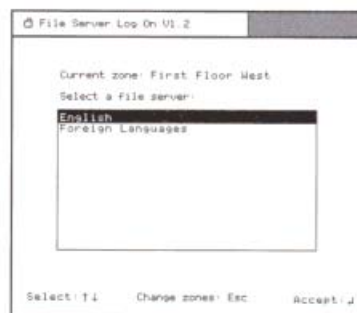 File Server Log On V1.2
Current zone: First Floor West
Select a file server:
English
Foreign Languages
Select: ↑↓ Change zones: Esc Accept: ↲